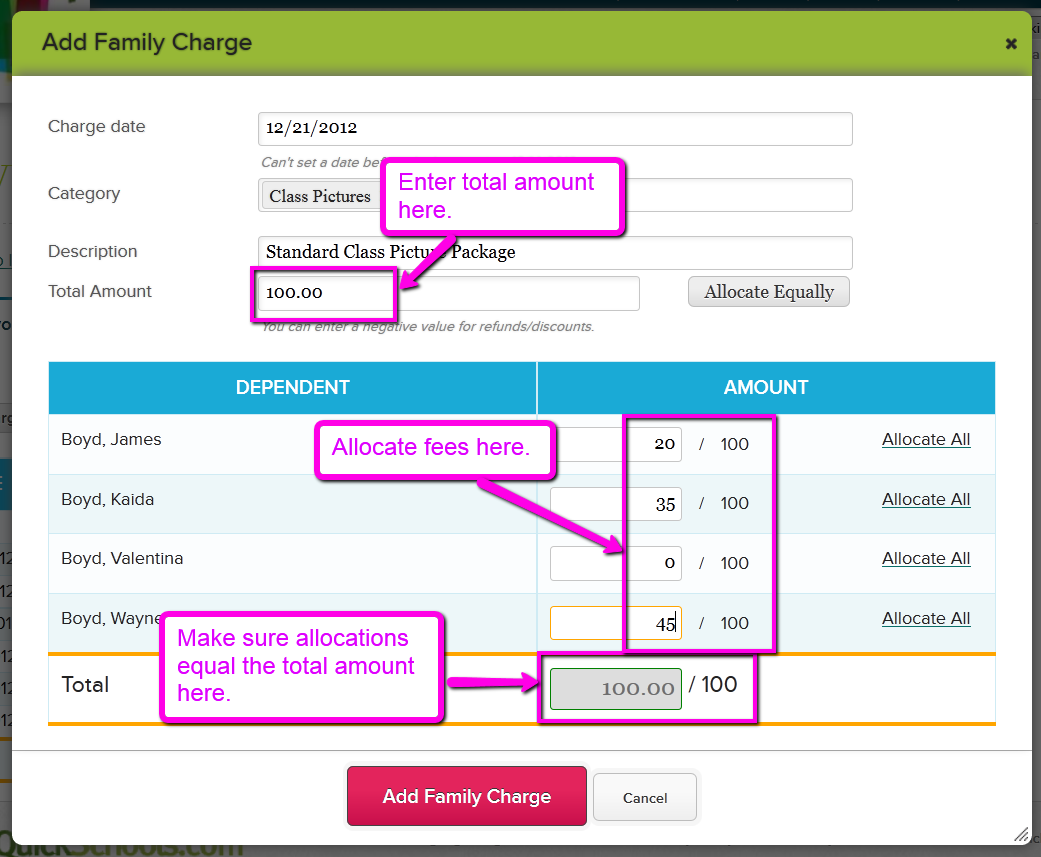 Add Family Charge
Charge date
12/21/2012
Can't set a date be
Enter total amount
here.
Category
Class Pictures
Description
Standard Class Picture Package
Total Amount
100.00
Allocate Equally
You can enter a negative value for refunds/discounts.
DEPENDENT AMOUNT
Boyd, James 20 / 100 Allocate All
Allocate fees here.
Boyd, Kaida 35 / 100 Allocate All
Boyd, Valentina 0 / 100 Allocate All
Boyd, Wayne 45 / 100 Allocate All
Make sure allocations
equal the total amount
here.
Total 100.00 / 100
Add Family Charge Cancel
QuickSchools.com